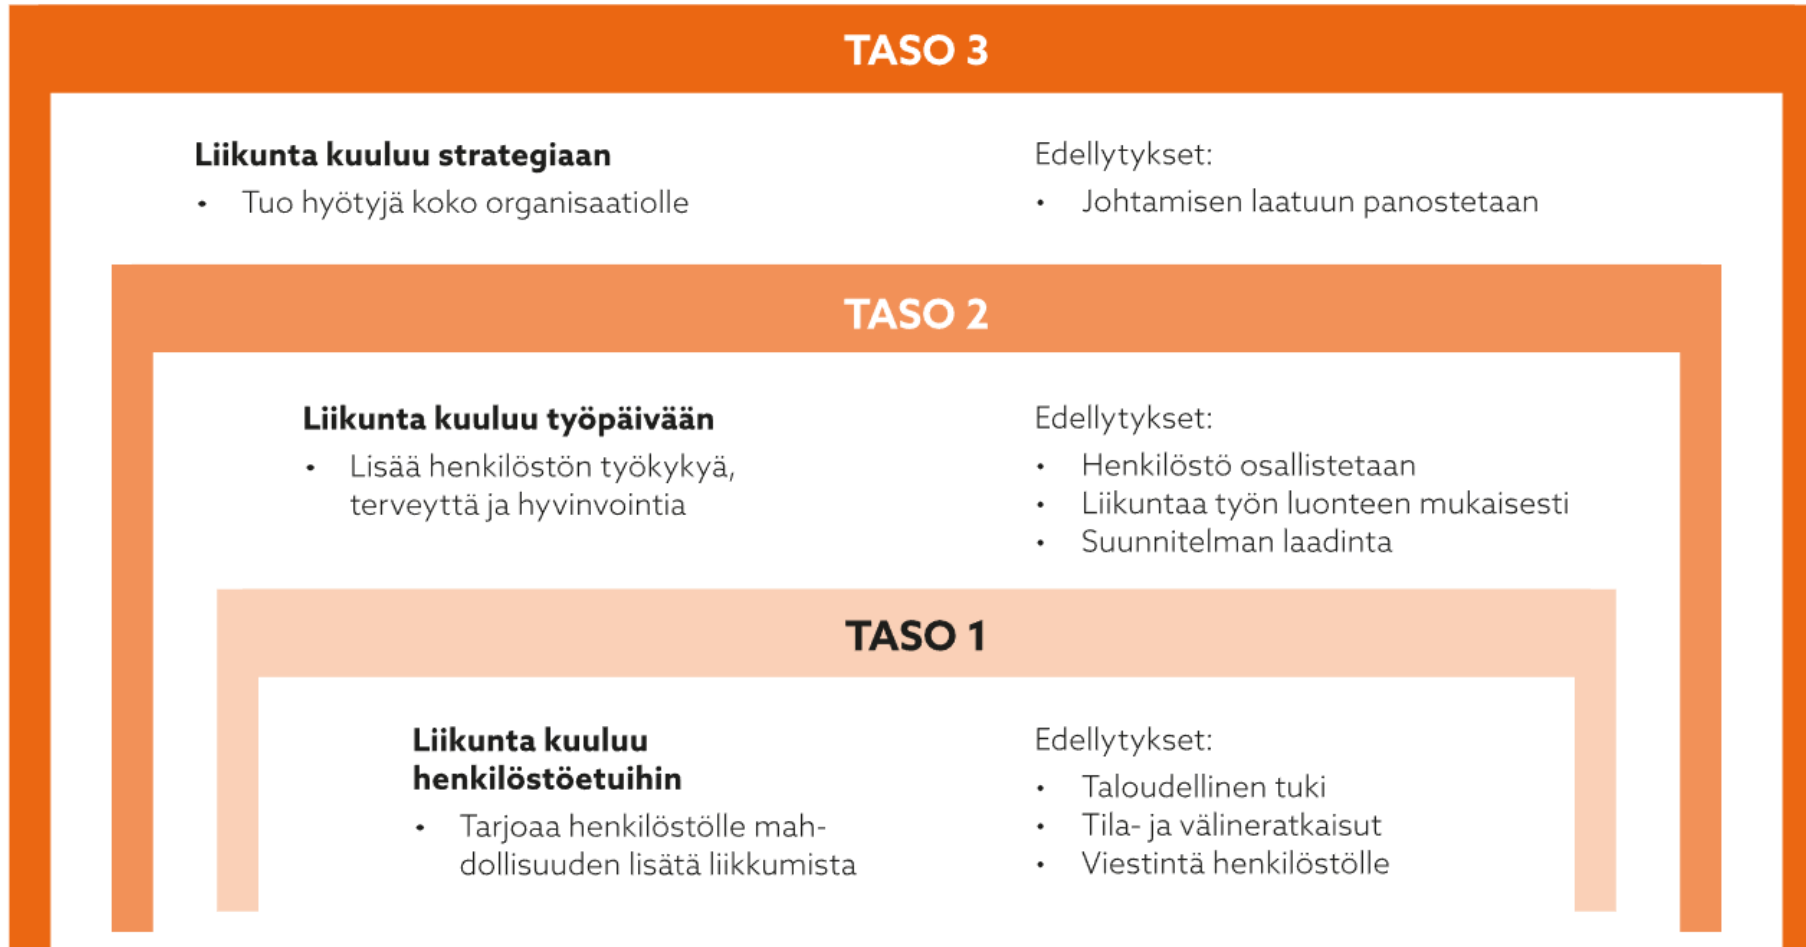 TASO 3
Liikunta kuuluu strategiaan
• Tuo hyötyjä koko organisaatiolle
Edellytykset:
• Johtamisen laatuun panostetaan
TASO 2
Liikunta kuuluu työpäivään
• Lisää henkilöstön työkykyä,
terveyttä ja hyvinvointia
Edellytykset:
• Henkilöstö osallistetaan
• Liikuntaa työn luonteen mukaisesti
• Suunnitelman laadinta
TASO 1
Liikunta kuuluu
henkilöstöetuihin
• Tarjoaa henkilöstölle mah-
dollisuuden lisätä liikkumista
Edellytykset:
• Taloudellinen tuki
• Tila- ja välineratkaisut
• Viestintä henkilöstölle